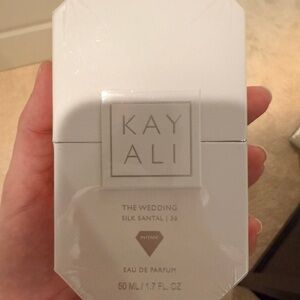 KAY
ALI
THE WEDDING
SILK SANTAL | 36
INTENSE
EAU DE PARFUM
50 ML / 1.7 FL. OZ